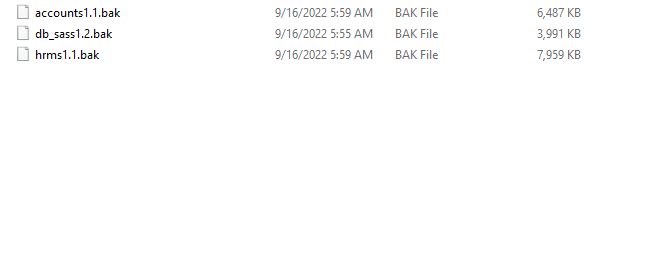 accounts1.1.bak 9/16/2022 5:59 AM BAK File 6,487 KB
db_sass1.2.bak 9/16/2022 5:55 AM BAK File 3,991 KB
hrms1.1.bak 9/16/2022 5:59 AM BAK File 7,959 KB